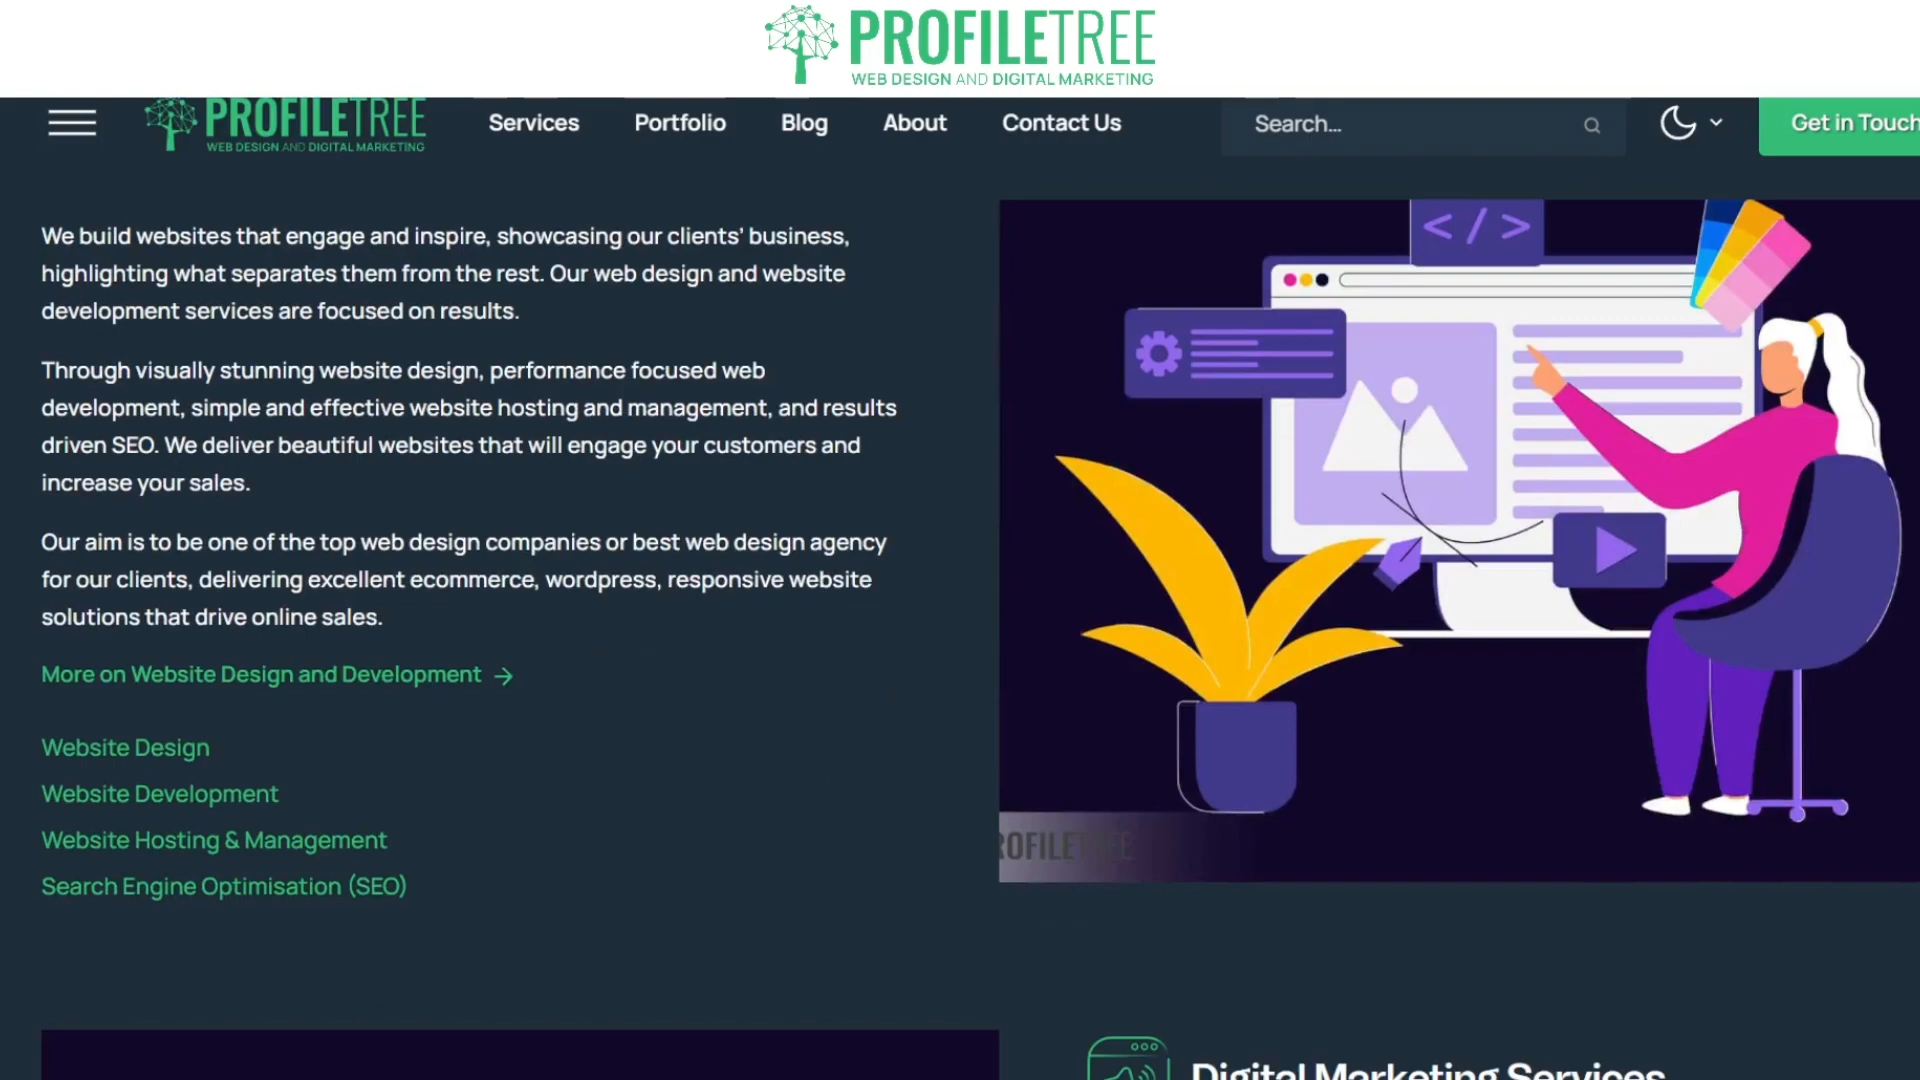 PROFILETREE
WEB DESIGN AND DIGITAL MARKETING
PROFILETREE
WEB DESIGN AND DIGITAL MARKETING
Services
Portfolio
Blog
About
Contact Us
Search...
Get in Touch
We build websites that engage and inspire, showcasing our clients’ business,
highlighting what separates them from the rest. Our web design and website
development services are focused on results.
Through visually stunning website design, performance focused web
development, simple and effective website hosting and management, and results
driven SEO. We deliver beautiful websites that will engage your customers and
increase your sales.
Our aim is to be one of the top web design companies or best web design agency
for our clients, delivering excellent ecommerce, wordpress, responsive website
solutions that drive online sales.
More on Website Design and Development →
Website Design
Website Development
Website Hosting & Management
Search Engine Optimisation (SEO)
</> 
ROFILETREE
Digital Marketing Services